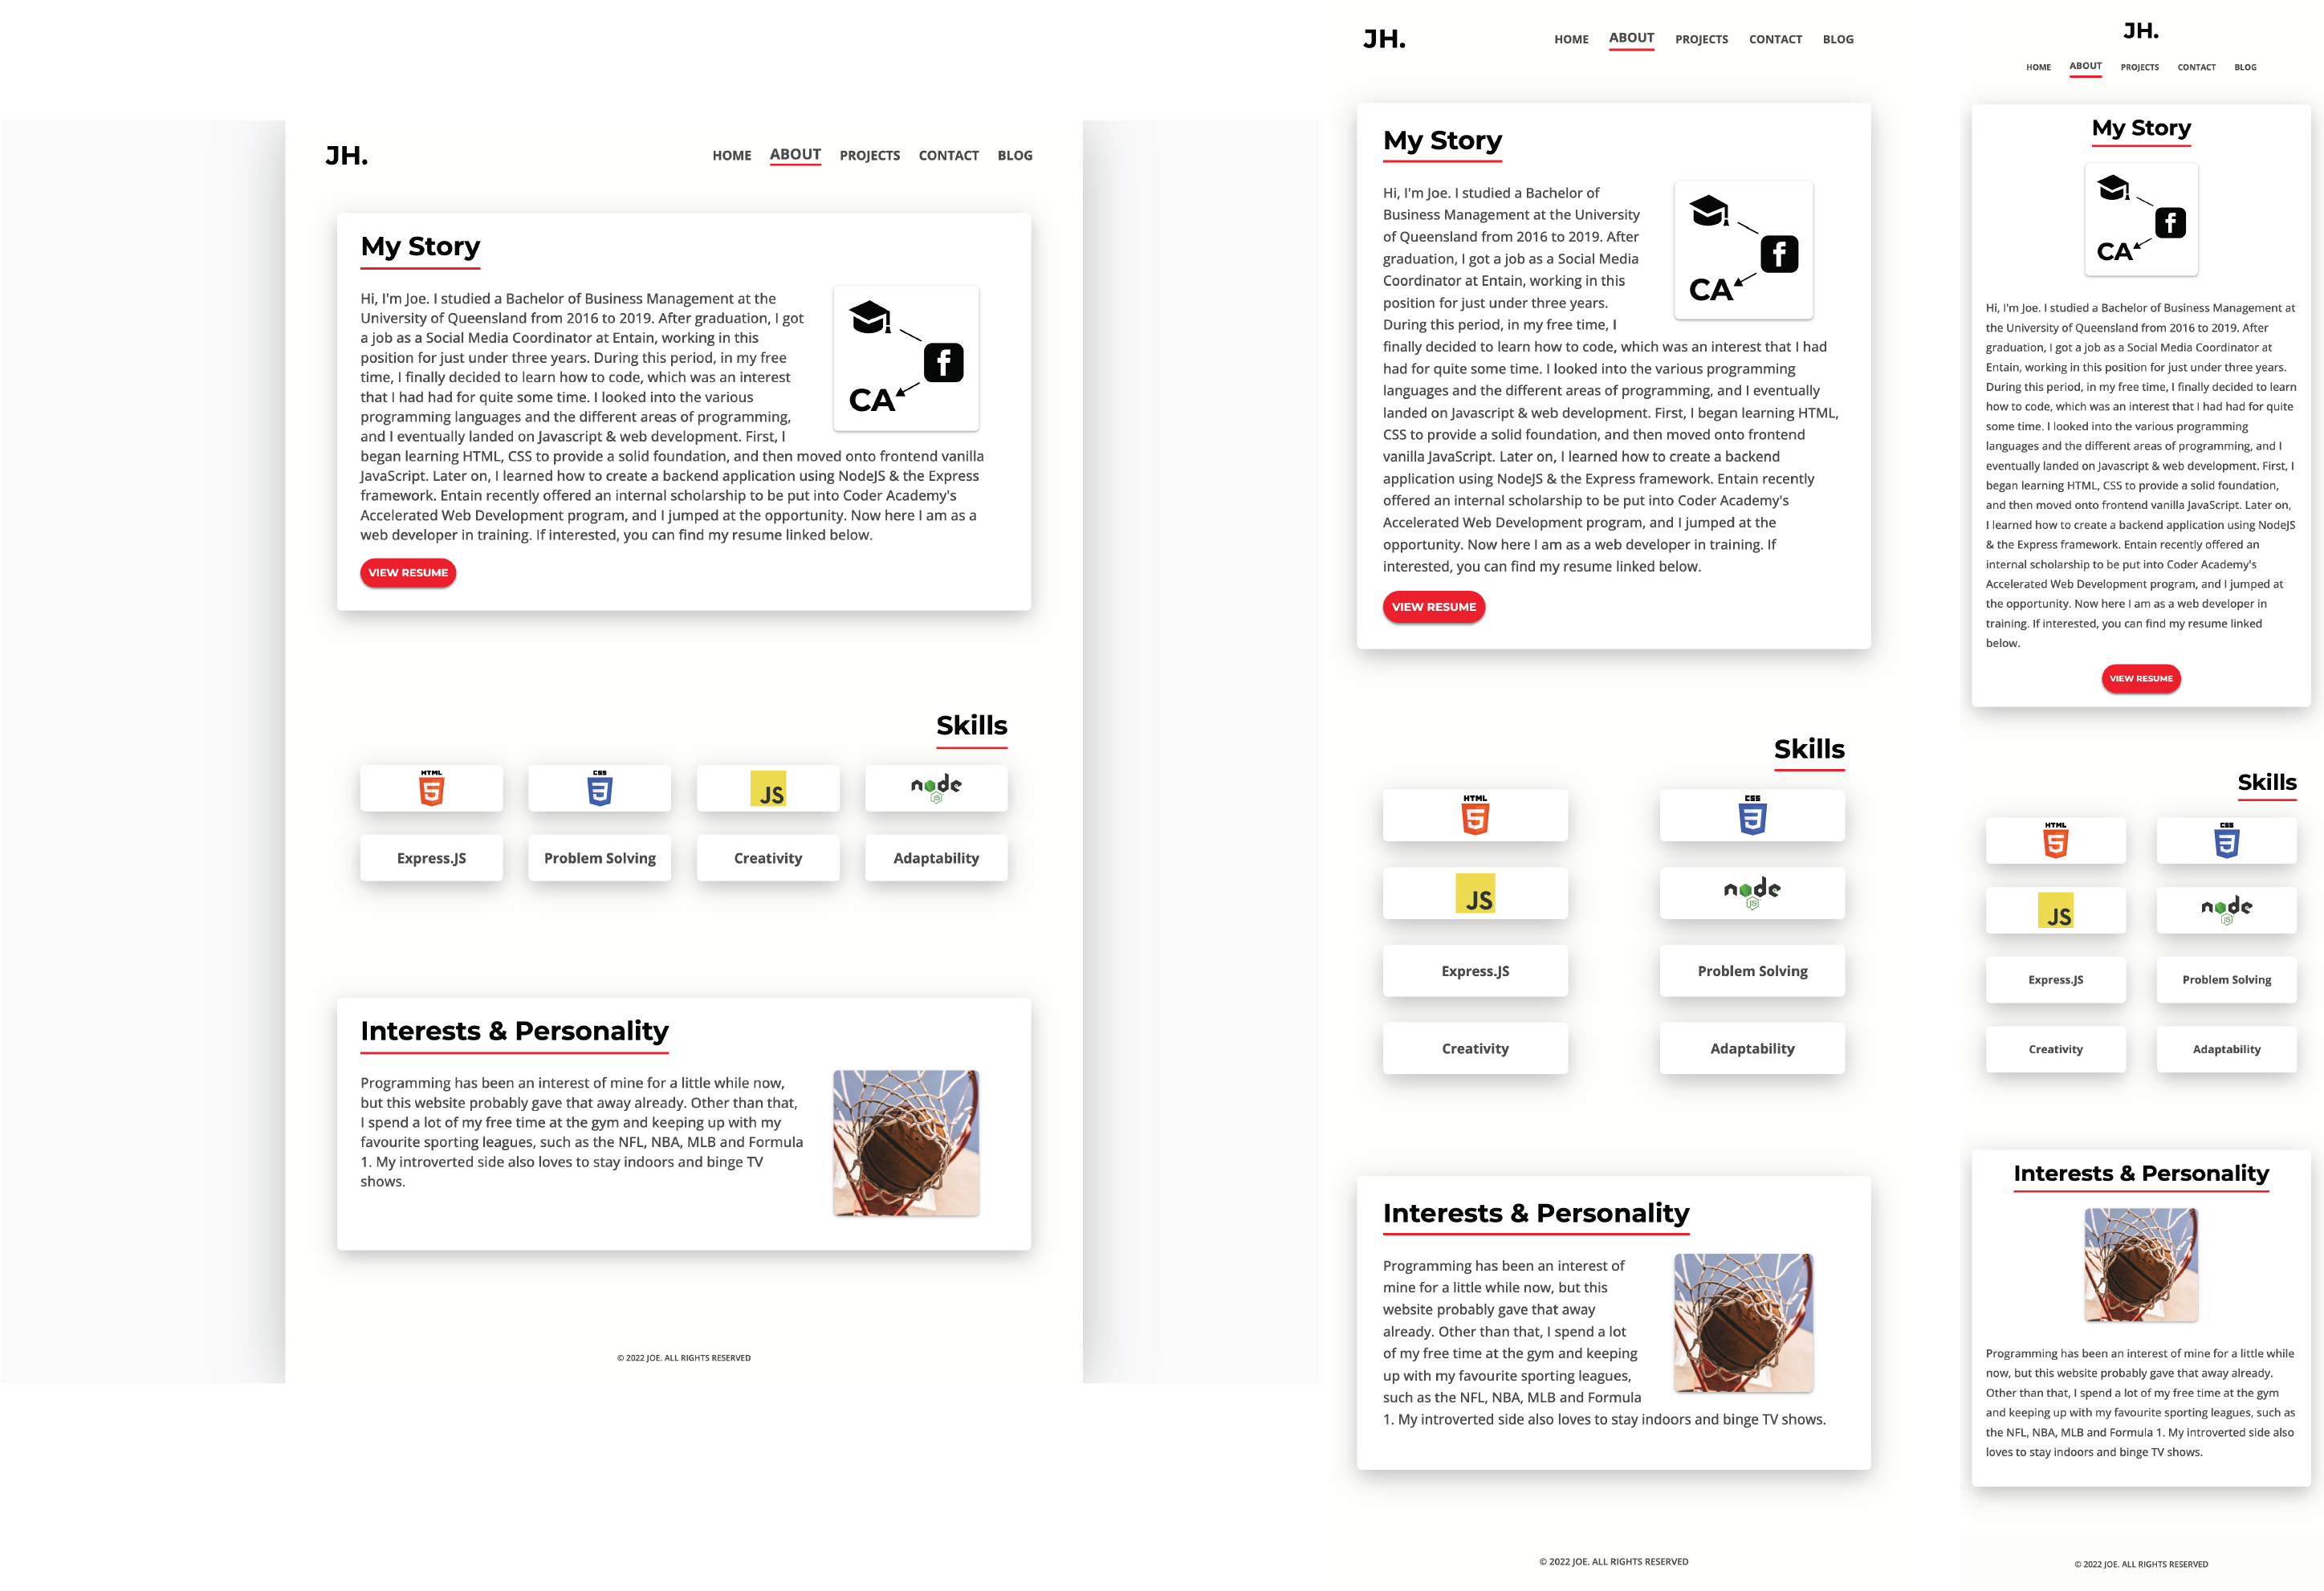 JH.
HOME ABOUT PROJECTS CONTACT BLOG
My Story
Hi, I'm Joe. I studied a Bachelor of Business Management at the
University of Queensland from 2016 to 2019. After graduation, I got
a job as a Social Media Coordinator at Entain, working in this
position for just under three years. During this period, in my free
time, I finally decided to learn how to code, which was an interest
that I had had for quite some time. I looked into the various
programming languages and the different areas of programming,
and I eventually landed on Javascript & web development. First, I
began learning HTML, CSS to provide a solid foundation, and then moved onto frontend vanilla
JavaScript. Later on, I learned how to create a backend application using NodeJS & the Express
framework. Entain recently offered an internal scholarship to be put into Coder Academy's
Accelerated Web Development program, and I jumped at the opportunity. Now here I am as a
web developer in training. If interested, you can find my resume linked below.
f
CA
VIEW RESUME
Skills
HTML
5
CSS
3
JS
node
JS
Express.JS
Problem Solving
Creativity
Adaptability
Interests & Personality
Programming has been an interest of mine for a little while now,
but this website probably gave that away already. Other than that,
I spend a lot of my free time at the gym and keeping up with my
favourite sporting leagues, such as the NFL, NBA, MLB and Formula
1. My introverted side also loves to stay indoors and binge TV
shows.
© 2022 JOE. ALL RIGHTS RESERVED
JH.
HOME ABOUT PROJECTS CONTACT BLOG
My Story
Hi, I'm Joe. I studied a Bachelor of
Business Management at the University
of Queensland from 2016 to 2019. After
graduation, I got a job as a Social Media
Coordinator at Entain, working in this
position for just under three years.
During this period, in my free time, I
finally decided to learn how to code, which was an interest that I had
had for quite some time. I looked into the various programming
languages and the different areas of programming, and I eventually
landed on Javascript & web development. First, I began learning HTML,
CSS to provide a solid foundation, and then moved onto frontend
vanilla JavaScript. Later on, I learned how to create a backend
application using NodeJS & the Express framework. Entain recently
offered an internal scholarship to be put into Coder Academy's
Accelerated Web Development program, and I jumped at the
opportunity. Now here I am as a web developer in training. If
interested, you can find my resume linked below.
f
CA
VIEW RESUME
Skills
HTML
5
CSS
3
JS
node
JS
Express.JS
Problem Solving
Creativity
Adaptability
Interests & Personality
Programming has been an interest of
mine for a little while now, but this
website probably gave that away
already. Other than that, I spend a lot
of my free time at the gym and keeping
up with my favourite sporting leagues,
such as the NFL, NBA, MLB and Formula
1. My introverted side also loves to stay indoors and binge TV shows.
© 2022 JOE. ALL RIGHTS RESERVED
JH.
HOME ABOUT PROJECTS CONTACT BLOG
My Story
f
CA
Hi, I'm Joe. I studied a Bachelor of Business Management at
the University of Queensland from 2016 to 2019. After
graduation, I got a job as a Social Media Coordinator at
Entain, working in this position for just under three years.
During this period, in my free time, I finally decided to learn
how to code, which was an interest that I had had for quite
some time. I looked into the various programming
languages and the different areas of programming, and I
eventually landed on Javascript & web development. First, I
began learning HTML, CSS to provide a solid foundation,
and then moved onto frontend vanilla JavaScript. Later on,
I learned how to create a backend application using NodeJS
& the Express framework. Entain recently offered an
internal scholarship to be put into Coder Academy's
Accelerated Web Development program, and I jumped at
the opportunity. Now here I am as a web developer in
training. If interested, you can find my resume linked
below.
VIEW RESUME
Skills
HTML
5
CSS
3
JS
node
JS
Express.JS
Problem Solving
Creativity
Adaptability
Interests & Personality
Programming has been an interest of mine for a little while
now, but this website probably gave that away already.
Other than that, I spend a lot of my free time at the gym
and keeping up with my favourite sporting leagues, such as
the NFL, NBA, MLB and Formula 1. My introverted side also
loves to stay indoors and binge TV shows.
© 2022 JOE. ALL RIGHTS RESERVED